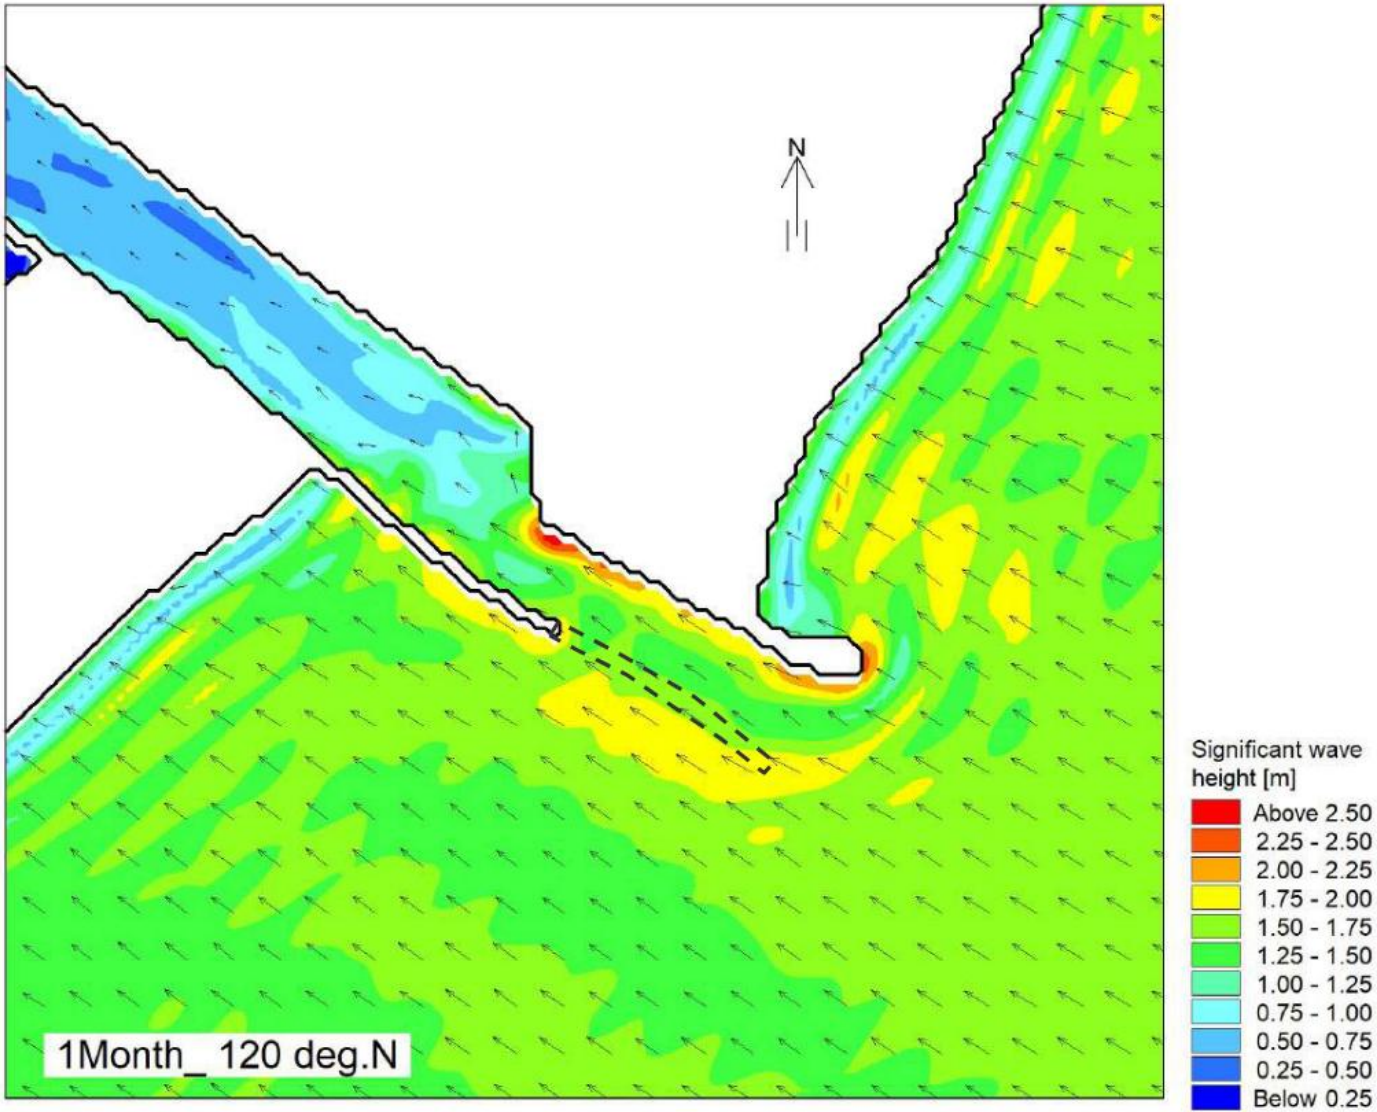 N
Significant wave
height [m]
Above 2.50
2.25 - 2.50
2.00 - 2.25
1.75 - 2.00
1.50 - 1.75
1.25 - 1.50
1.00 - 1.25
0.75 - 1.00
0.50 - 0.75
0.25 - 0.50
Below 0.25
1Month_ 120 deg.N